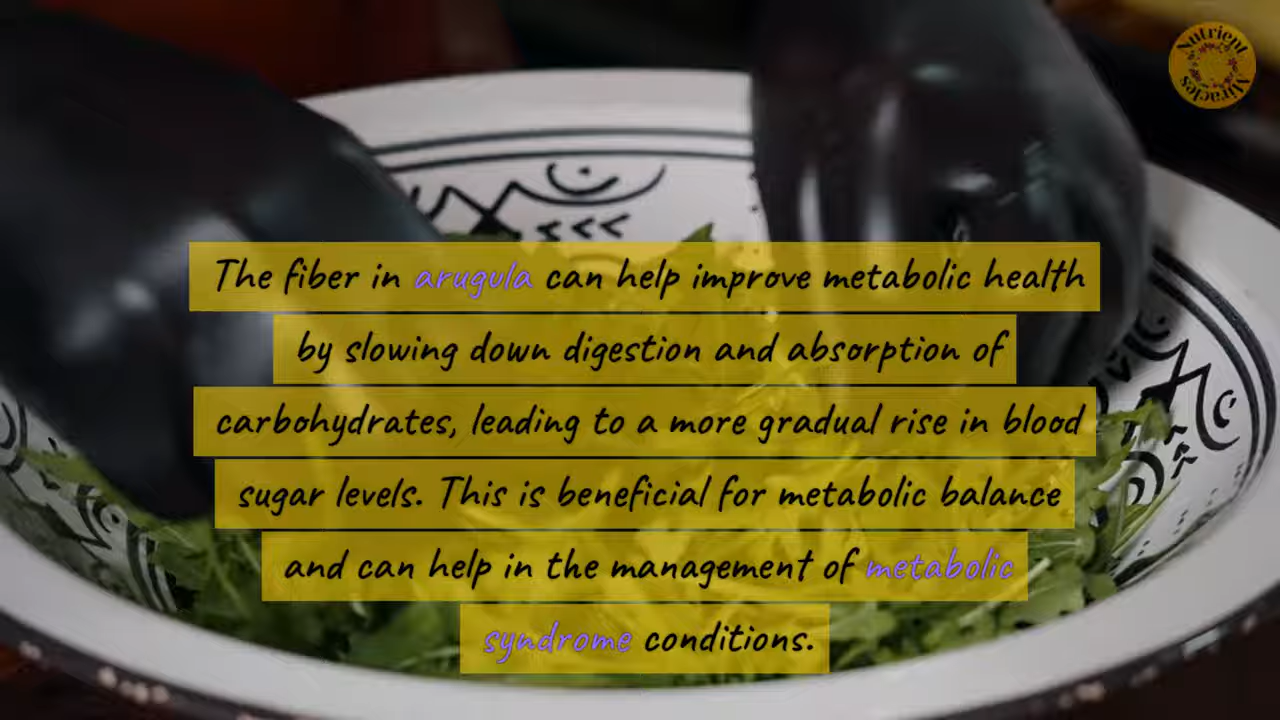 Nutrient
Miracles
The fiber in arugula can help improve metabolic health
by slowing down digestion and absorption of
carbohydrates, leading to a more gradual rise in blood
sugar levels. This is beneficial for metabolic balance
and can help in the management of metabolic
syndrome conditions.